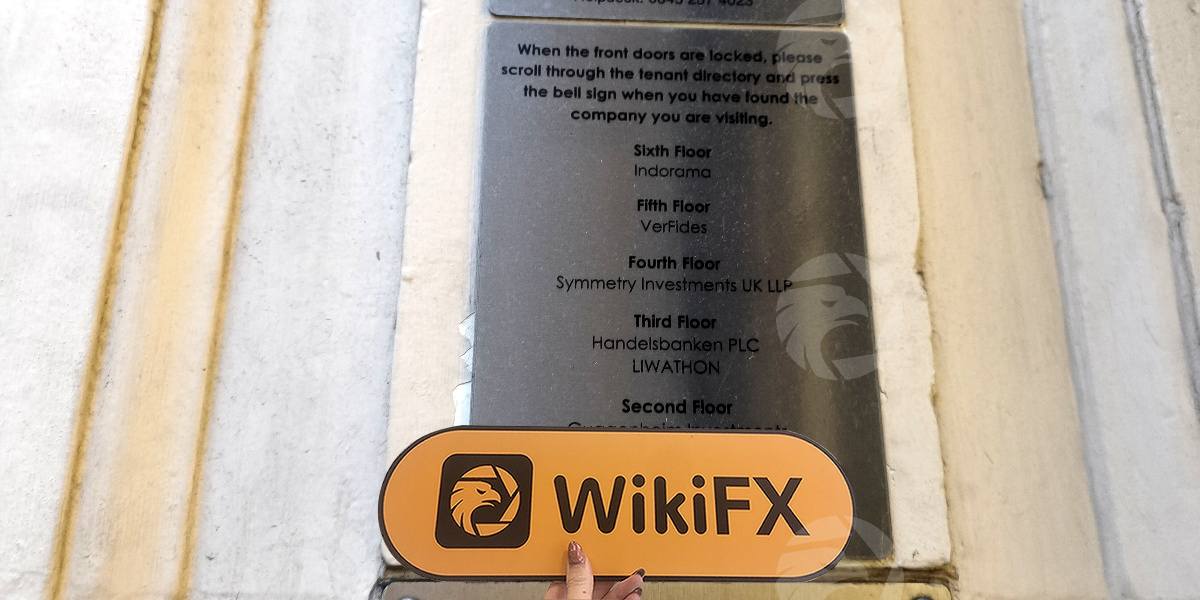 When the front doors are locked, please
scroll through the tenant directory and press
the bell sign when you have found the
company you are visiting.
Sixth Floor
Indorama
Fifth Floor
VerFides
Fourth Floor
Symmetry Investments UK LLP
Third Floor
Handelsbanken PLC
LIWATHON
Second Floor
Guggenheim Investments
WikiFX